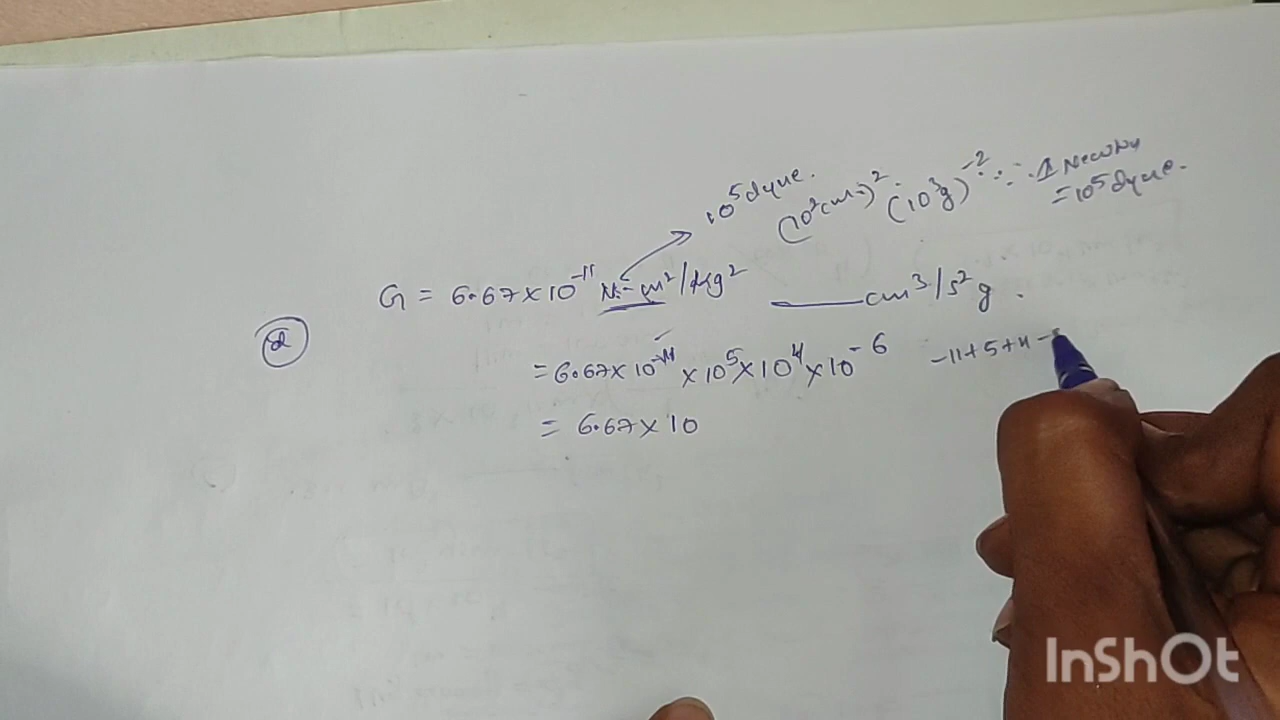 10⁵ dyne. (10²cm)² (10³g)⁻² ∵ 1 Newton
= 10⁵ dyne.
G = 6.67 × 10⁻¹¹ N-m²/kg² ——— cm³/s² g.
(d)
= 6.67 × 10⁻¹¹ × 10⁵ × 10⁴ × 10⁻⁶ -11+5+4-
= 6.67 × 10
InShOt